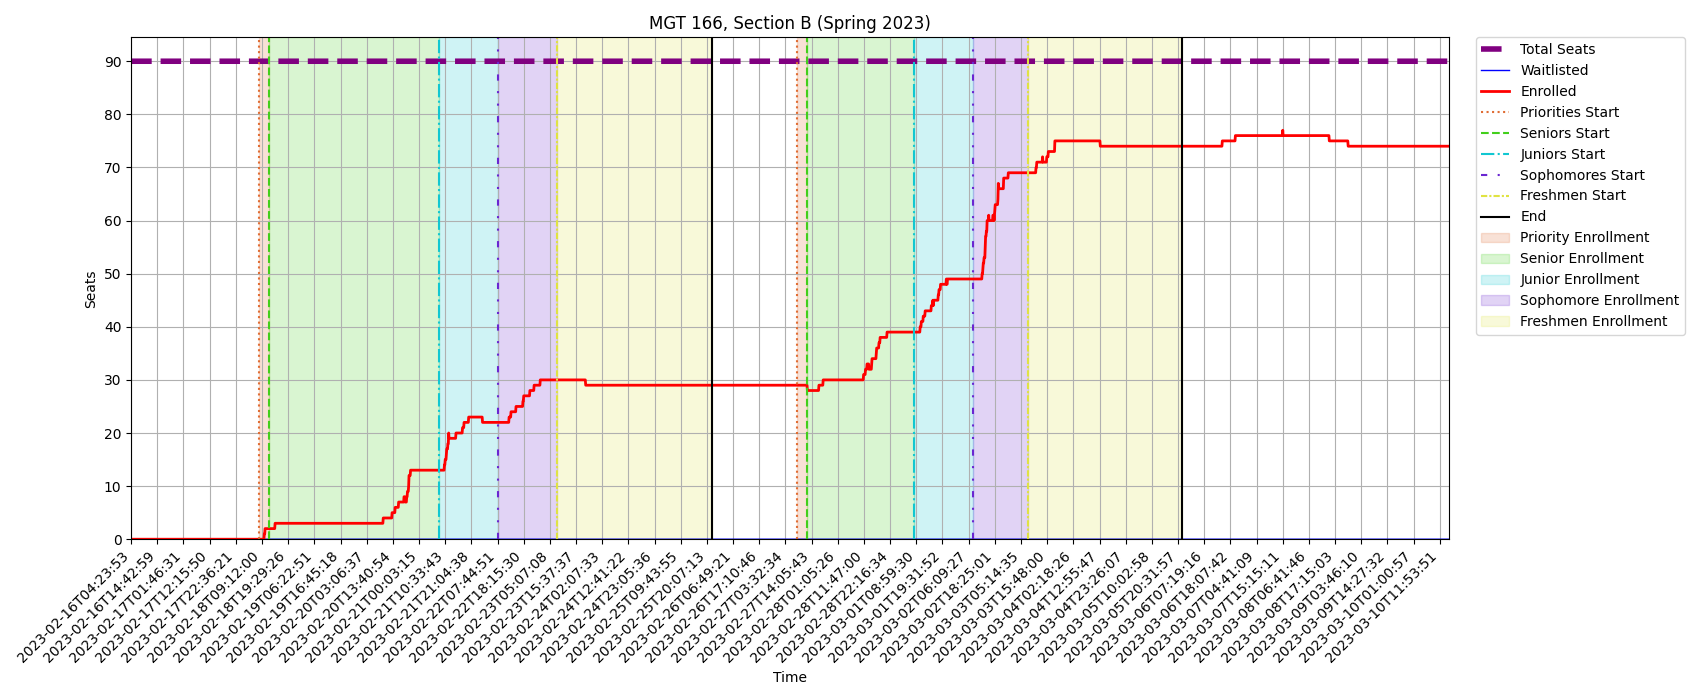 MGT 166, Section B (Spring 2023)
Seats
90
80
70
60
50
40
30
20
10
0
2023-02-16T04:23:53
2023-02-16T14:42:59
2023-02-17T01:46:31
2023-02-17T12:15:50
2023-02-17T22:36:21
2023-02-18T09:12:00
2023-02-18T19:29:26
2023-02-19T06:22:51
2023-02-19T16:45:18
2023-02-20T03:06:37
2023-02-20T13:40:54
2023-02-21T00:03:15
2023-02-21T10:33:43
2023-02-21T21:04:38
2023-02-22T07:44:51
2023-02-22T18:15:30
2023-02-23T05:07:08
2023-02-23T15:37:37
2023-02-24T02:07:33
2023-02-24T12:41:22
2023-02-24T23:05:36
2023-02-25T09:43:55
2023-02-25T20:07:13
2023-02-26T06:49:21
2023-02-26T17:10:46
2023-02-27T03:32:34
2023-02-27T14:05:43
2023-02-28T01:05:26
2023-02-28T11:47:00
2023-02-28T22:16:34
2023-03-01T08:59:30
2023-03-01T19:31:52
2023-03-02T06:09:27
2023-03-02T18:25:01
2023-03-03T05:14:35
2023-03-03T15:48:00
2023-03-04T02:18:26
2023-03-04T12:55:47
2023-03-04T23:26:07
2023-03-05T10:02:58
2023-03-05T20:31:57
2023-03-06T07:19:16
2023-03-06T18:07:42
2023-03-07T04:41:09
2023-03-07T15:15:11
2023-03-08T06:41:46
2023-03-08T17:15:03
2023-03-09T03:46:10
2023-03-09T14:27:32
2023-03-10T01:00:57
2023-03-10T11:53:51
Time
Total Seats
Waitlisted
Enrolled
Priorities Start
Seniors Start
Juniors Start
Sophomores Start
Freshmen Start
End
Priority Enrollment
Senior Enrollment
Junior Enrollment
Sophomore Enrollment
Freshmen Enrollment